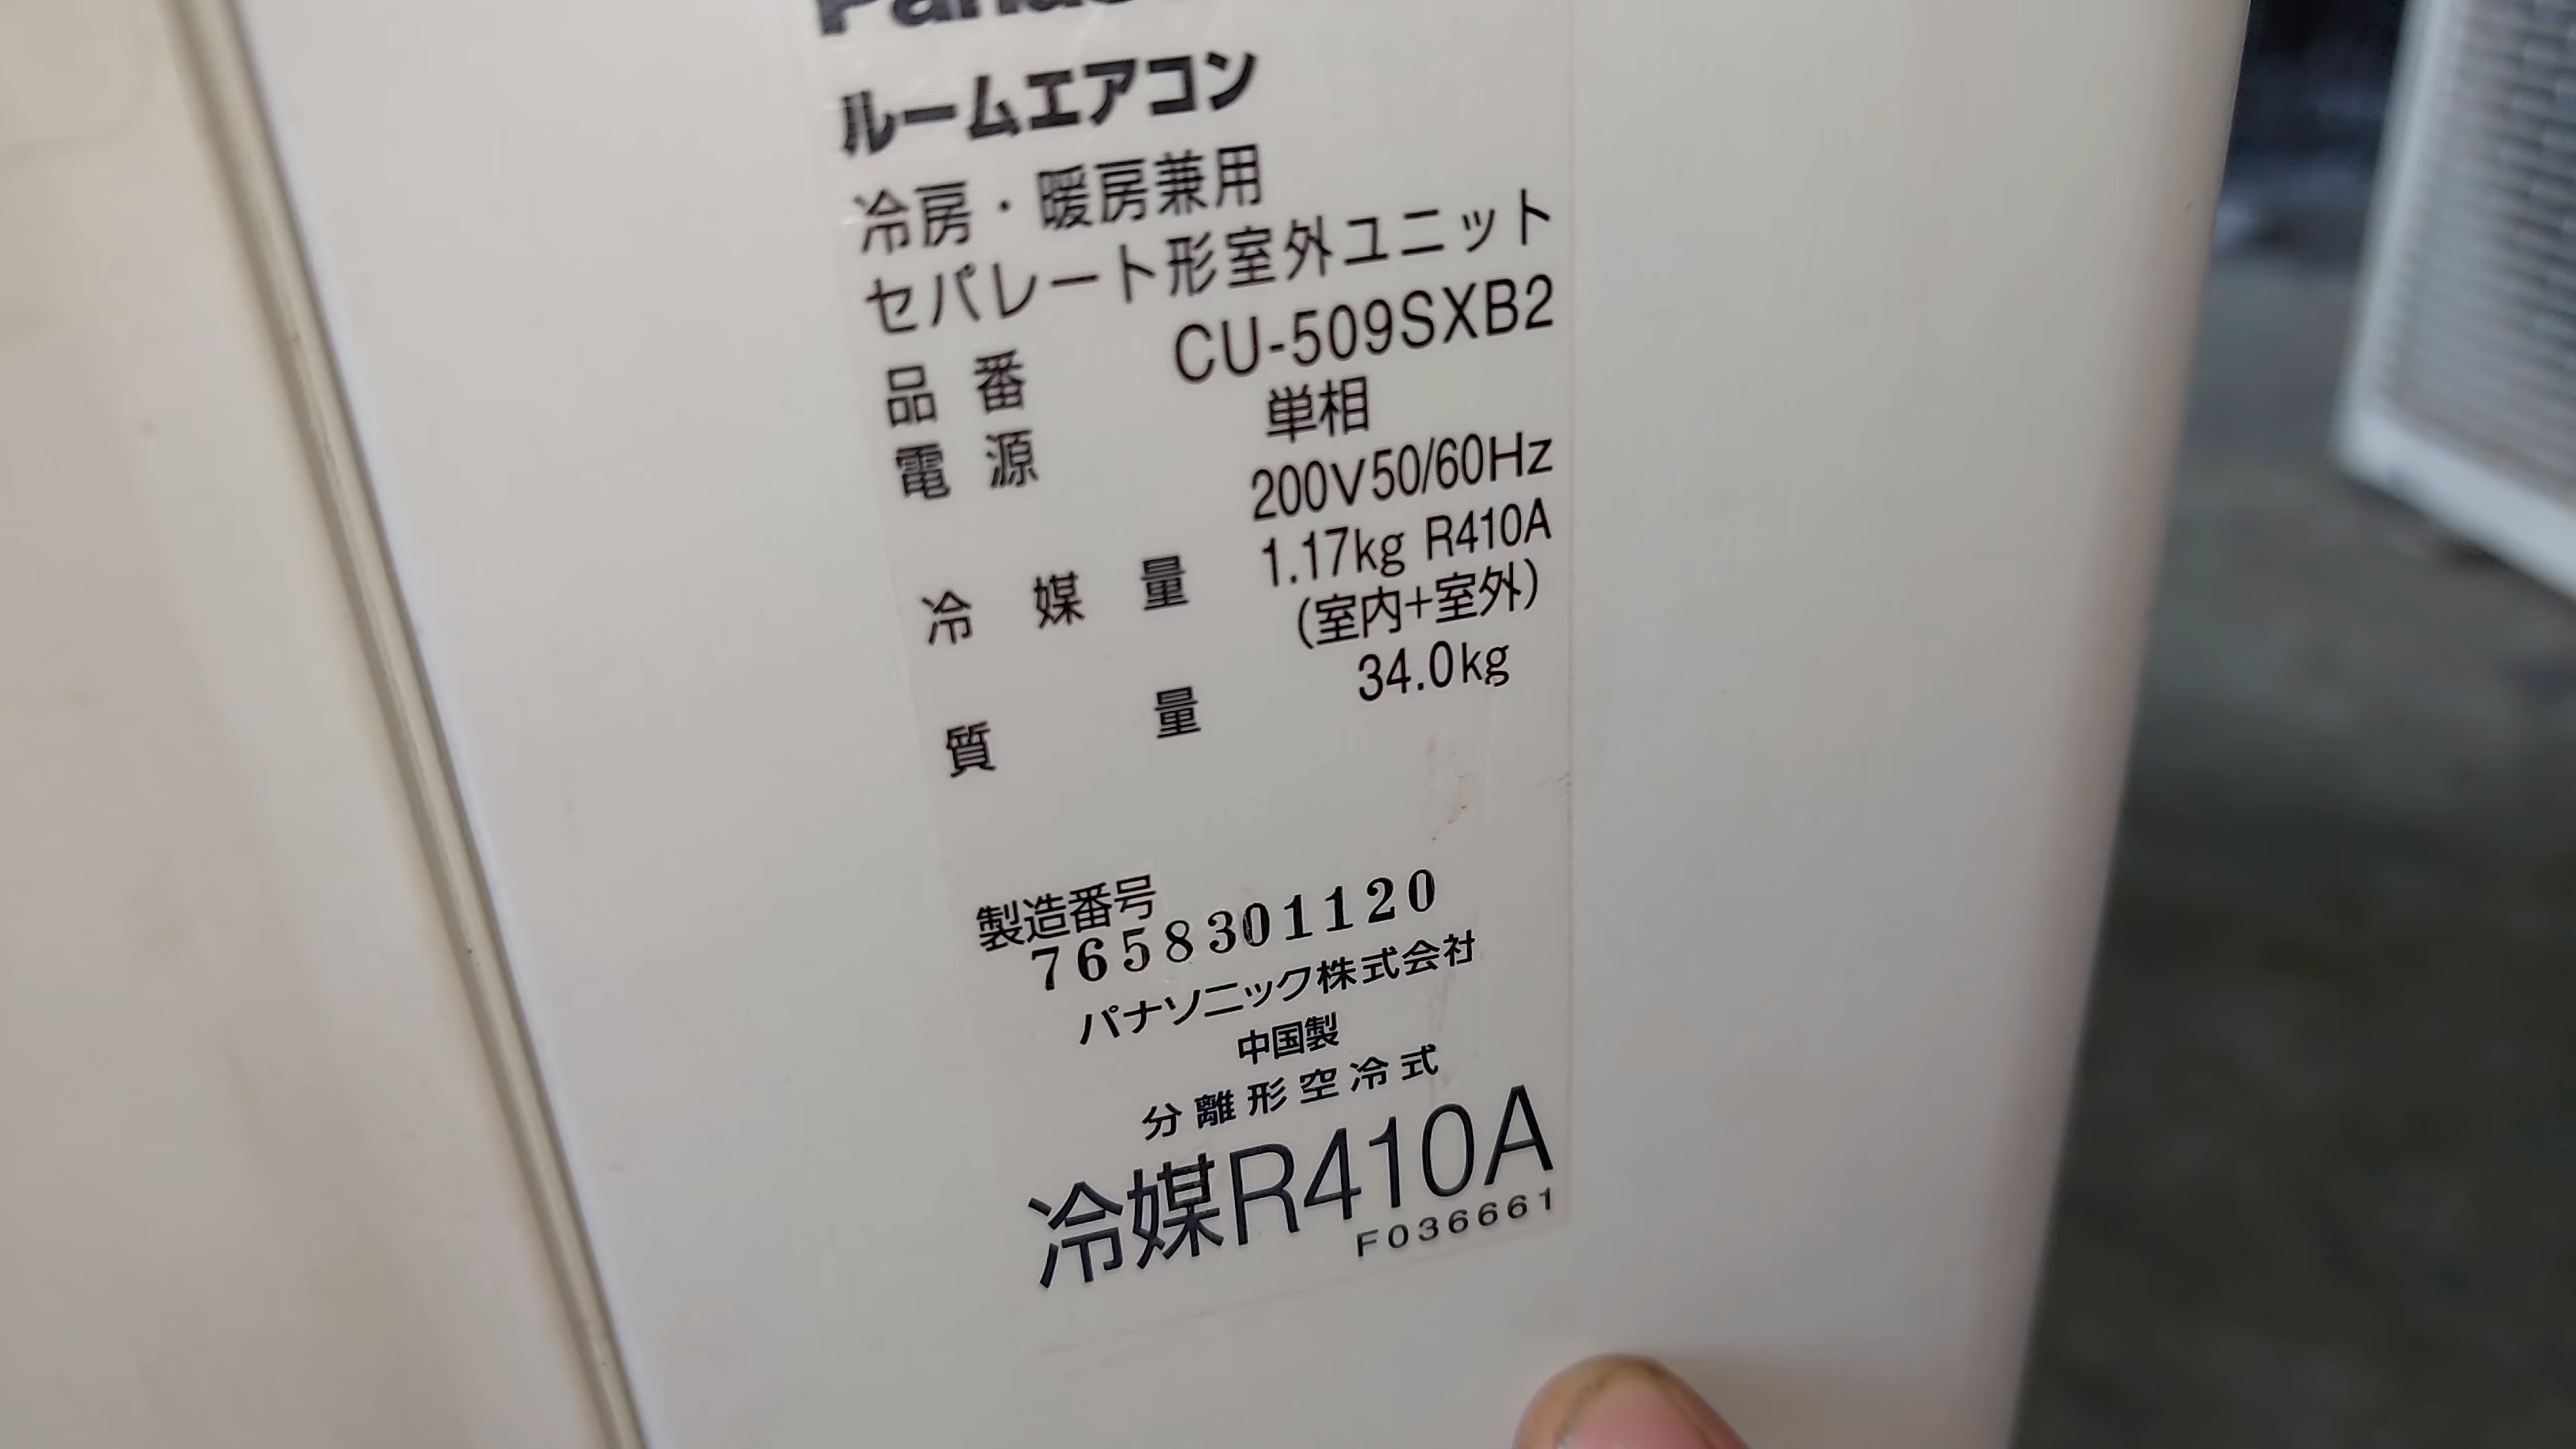 ルームエアコン
冷房・暖房兼用
セパレート形室外ユニット
品番 CU-509SXB2
電源 単相
200V50/60Hz
冷媒量 1.17kg R410A
(室内+室外)
質量 34.0kg
製造番号
7658301120
パナソニック株式会社
中国製
分離形空冷式
冷媒R410A
F036661